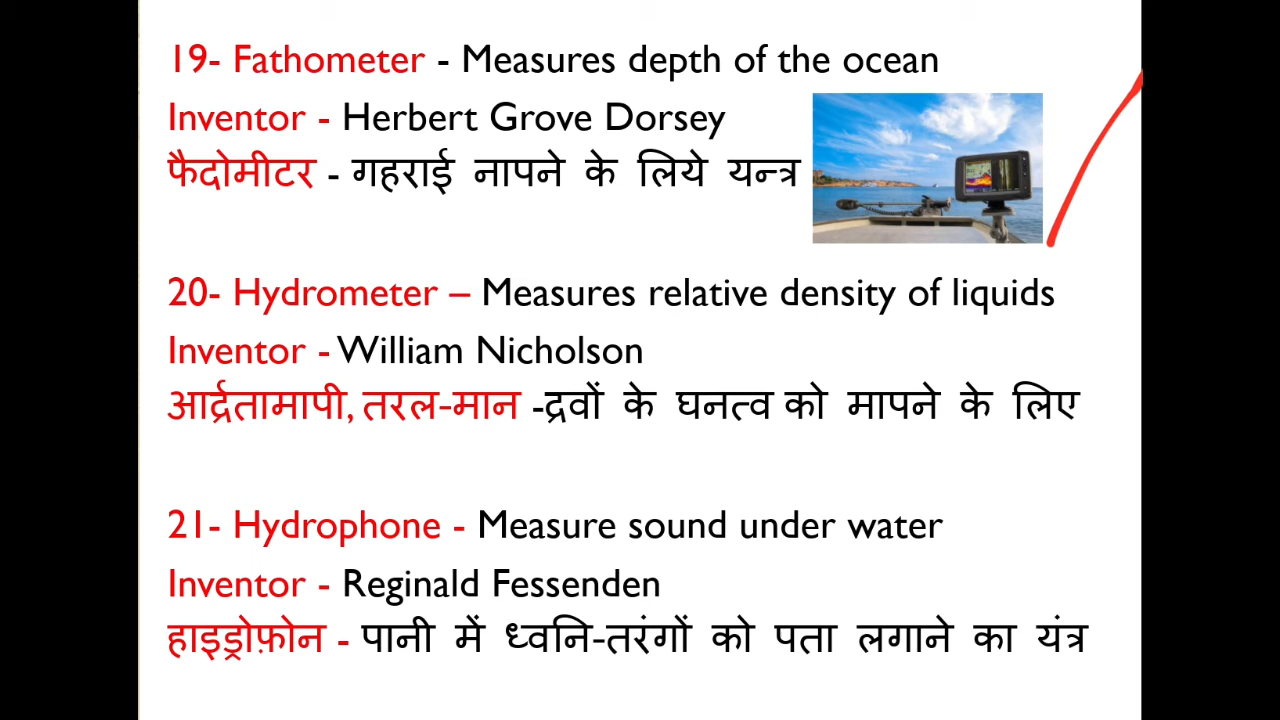 19- Fathometer - Measures depth of the ocean
Inventor - Herbert Grove Dorsey
फैदोमीटर - गहराई नापने के लिये यन्त्र
20- Hydrometer – Measures relative density of liquids
Inventor - William Nicholson
आर्द्रतामापी, तरल-मान -द्रवों के घनत्व को मापने के लिए
21- Hydrophone - Measure sound under water
Inventor - Reginald Fessenden
हाइड्रोफ़ोन - पानी में ध्वनि-तरंगों को पता लगाने का यंत्र